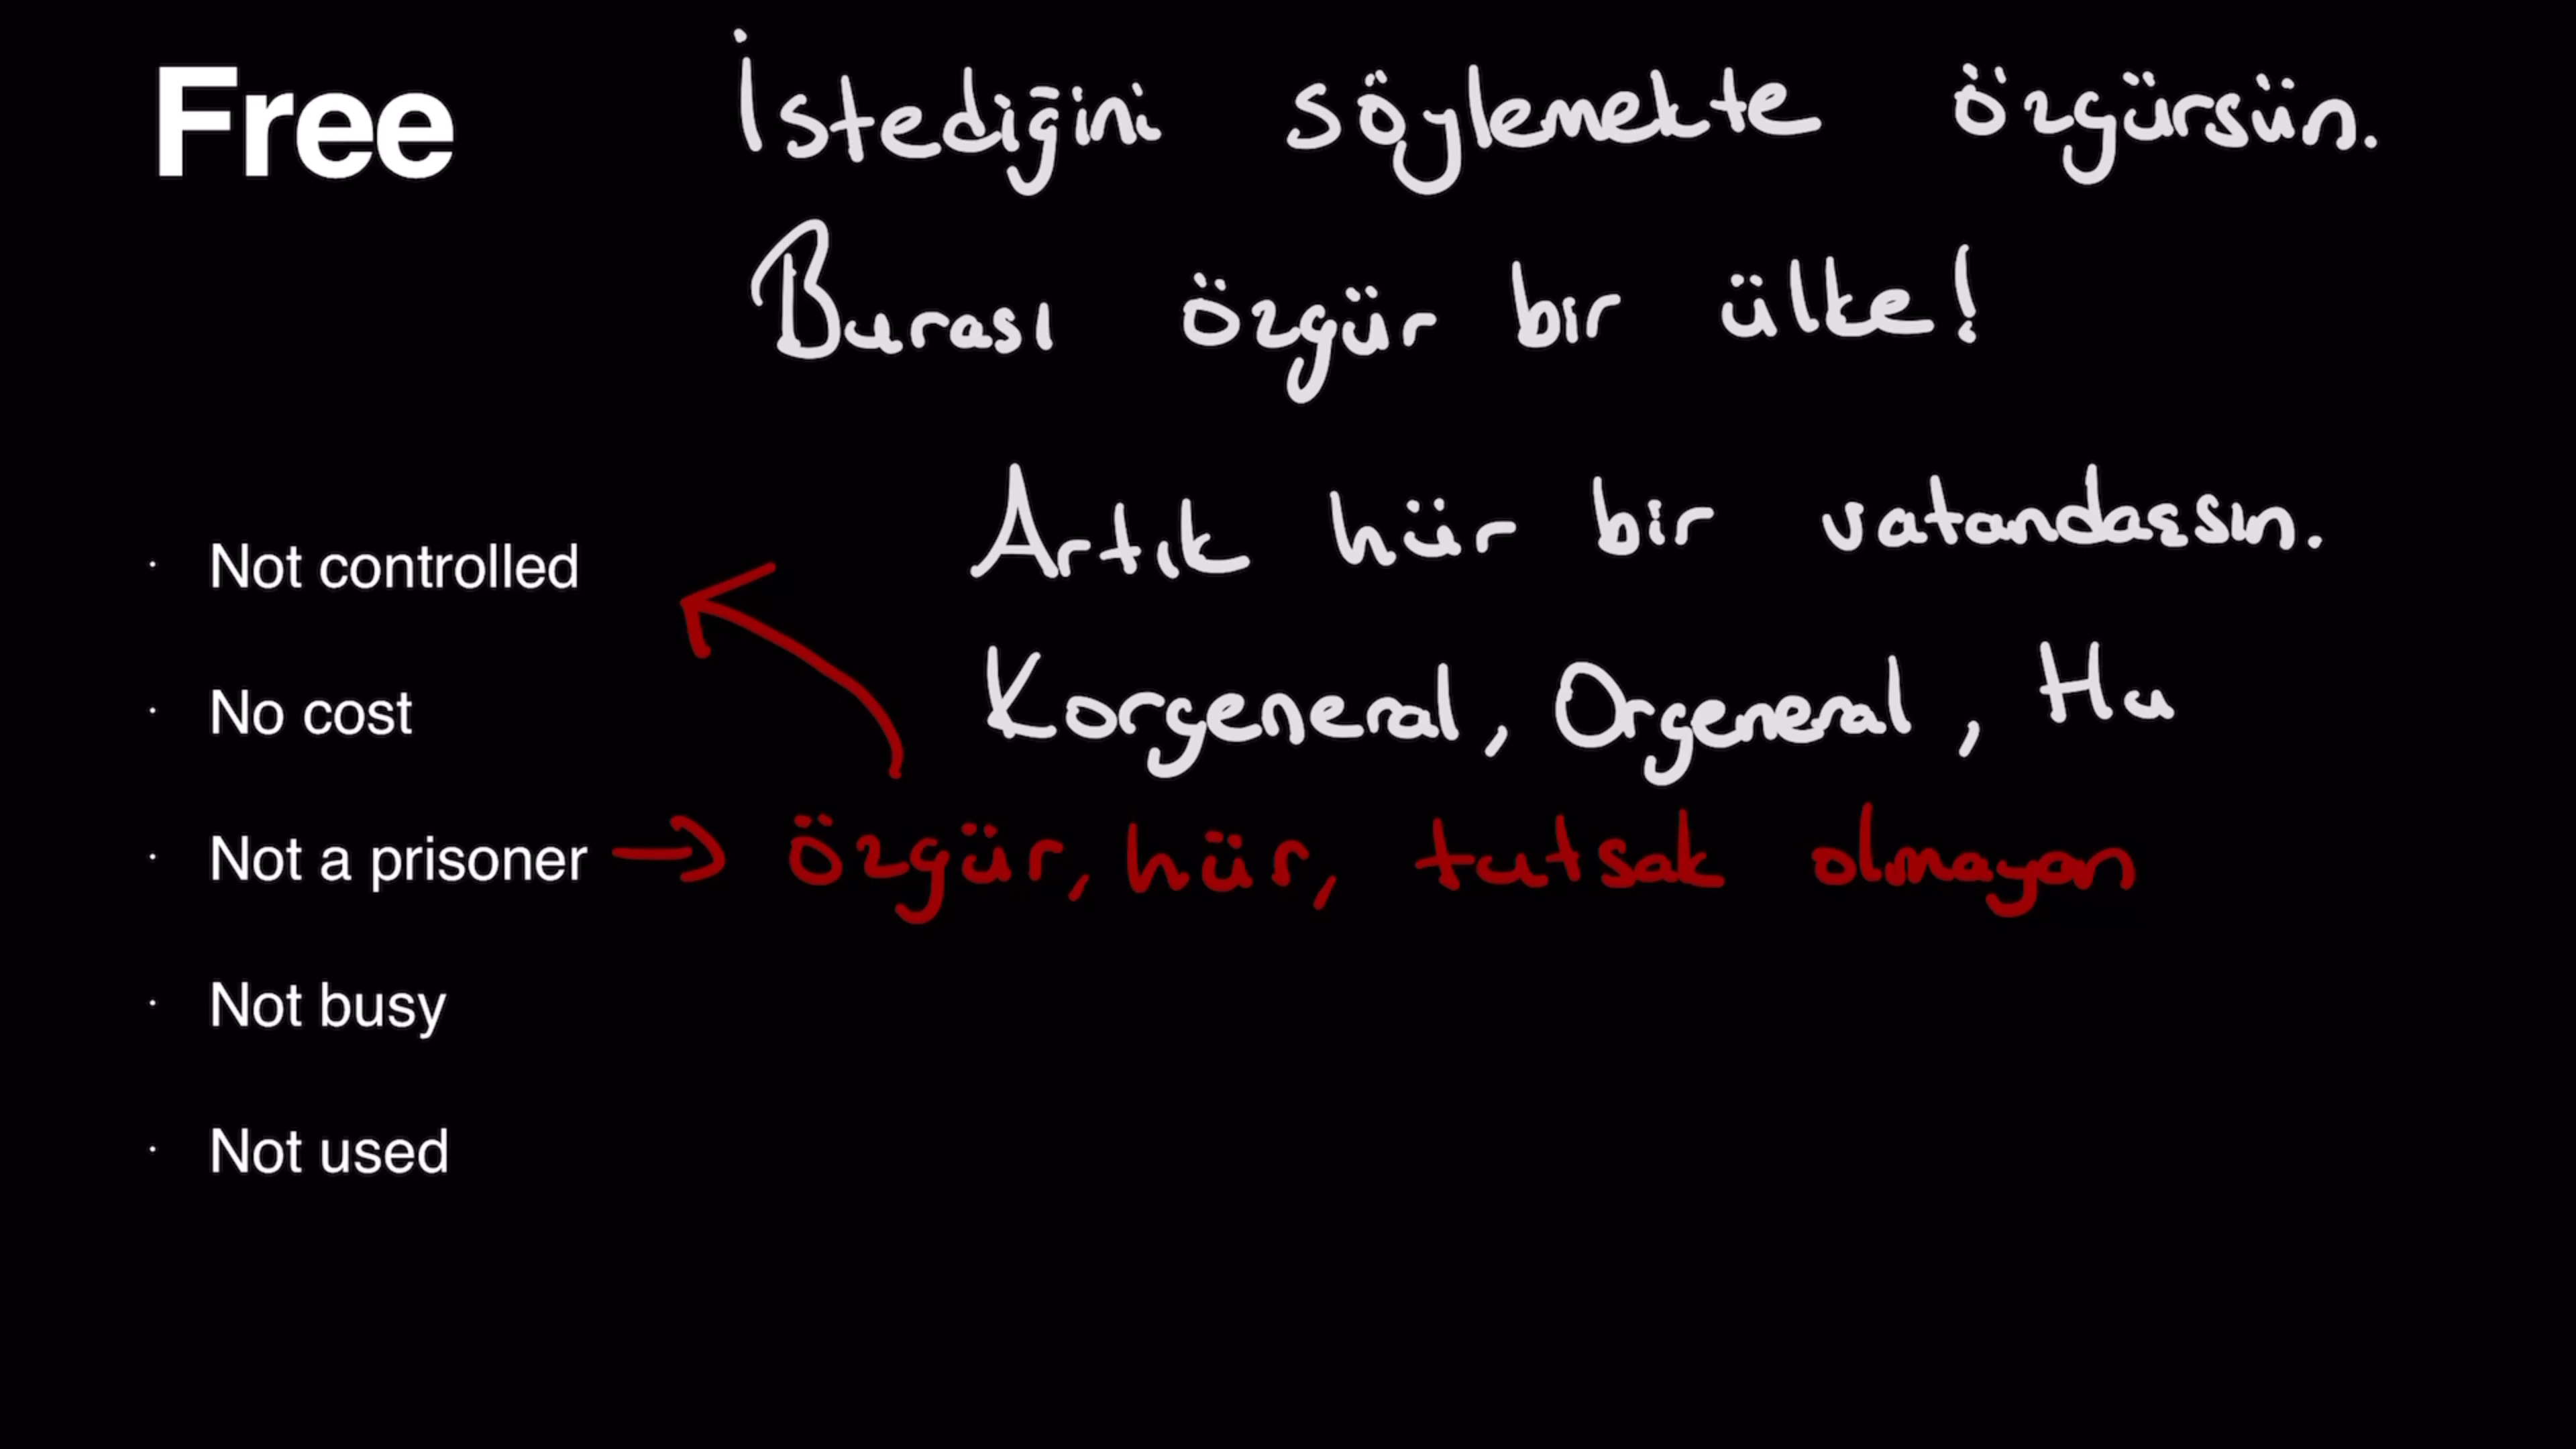 Free
İstediğini söylemekte özgürsün.
Burası özgür bir ülke!
Artık hür bir vatandaşsın.
Korgeneral, Orgeneral, Hu
· Not controlled
· No cost
· Not a prisoner → özgür, hür, tutsak olmayan
· Not busy
· Not used